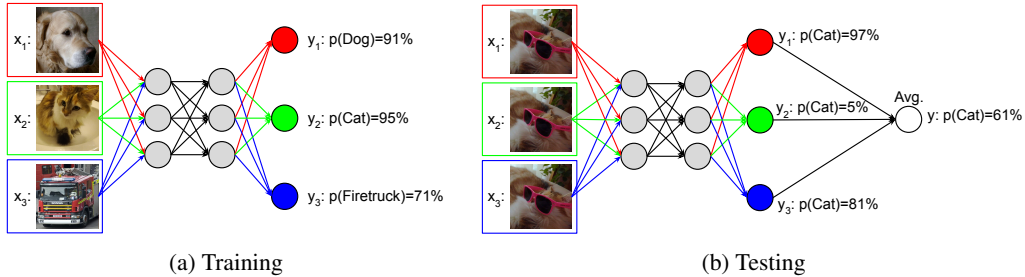 x1:
y1: p(Dog)=91%
x2:
y2: p(Cat)=95%
x3:
y3: p(Firetruck)=71%
(a) Training
x1:
y1: p(Cat)=97%
x2:
y2: p(Cat)=5%
Avg.
y: p(Cat)=61%
x3:
y3: p(Cat)=81%
(b) Testing